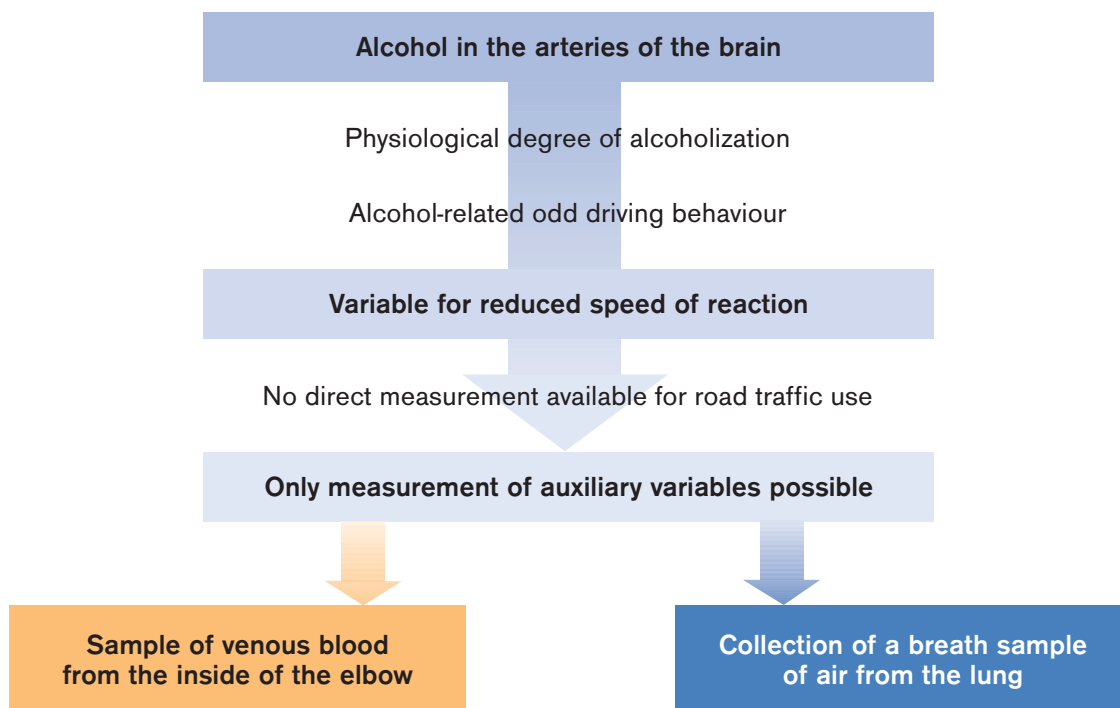 Alcohol in the arteries of the brain
Physiological degree of alcoholization
Alcohol-related odd driving behaviour
Variable for reduced speed of reaction
No direct measurement available for road traffic use
Only measurement of auxiliary variables possible
Sample of venous blood
from the inside of the elbow
Collection of a breath sample
of air from the lung